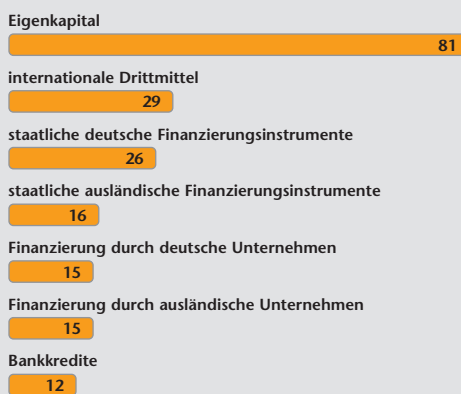 Eigenkapital
81
internationale Drittmittel
29
staatliche deutsche Finanzierungsinstrumente
26
staatliche ausländische Finanzierungsinstrumente
16
Finanzierung durch deutsche Unternehmen
15
Finanzierung durch ausländische Unternehmen
15
Bankkredite
12